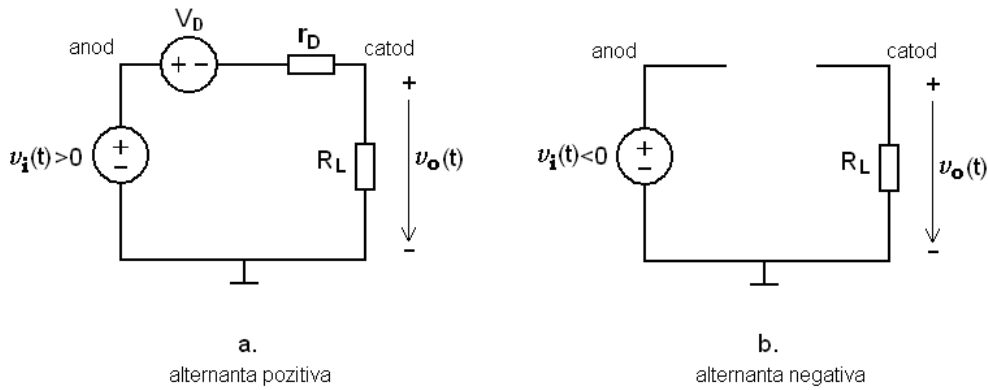 V_D
anod
r_D
catod
+ -
+
v_i(t)>0
+
-
R_L
v_o(t)
-
a.
alternanta pozitiva
anod
catod
+
v_i(t)<0
+
-
R_L
v_o(t)
-
b.
alternanta negativa